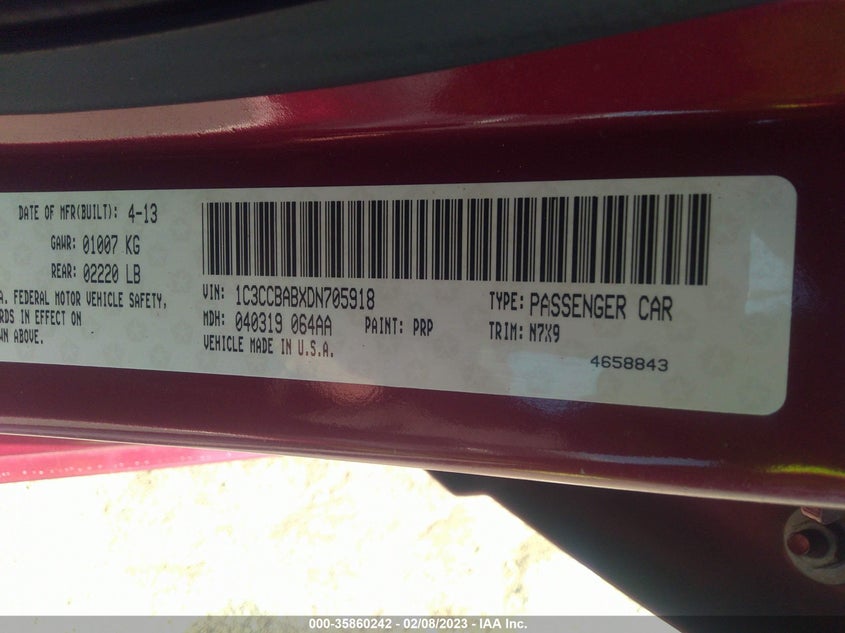 DATE OF MFR(BUILT): 4-13
GAWR: 01007 KG
REAR: 02220 LB
A. FEDERAL MOTOR VEHICLE SAFETY,
RDS IN EFFECT ON
WN ABOVE.
VIN: 1C3CCBABXDN705918
TYPE: PASSENGER CAR
MDH: 040319 064AA PAINT: PRP
TRIM: N7X9
VEHICLE MADE IN U.S.A.
4658843
000-35860242 - 02/08/2023 - IAA Inc.